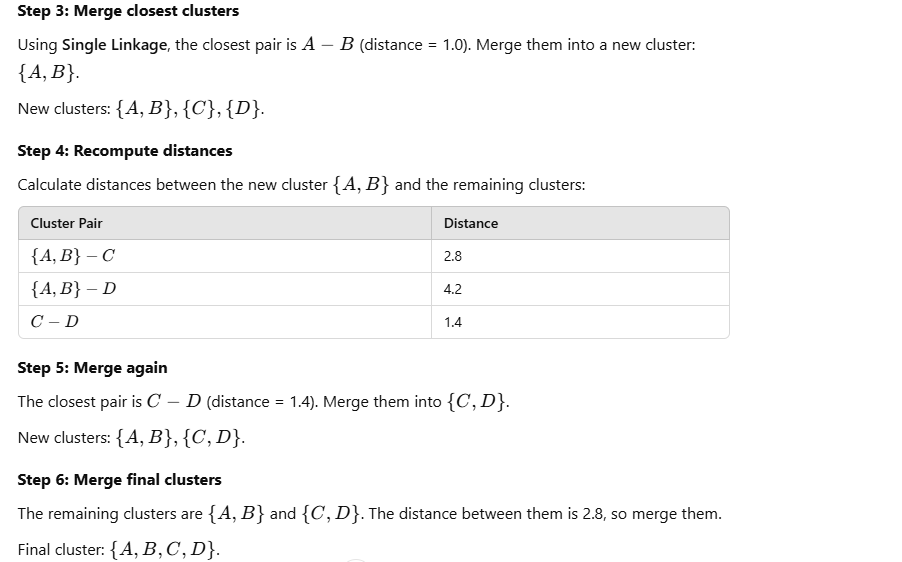 Step 3: Merge closest clusters
Using Single Linkage, the closest pair is A − B (distance = 1.0). Merge them into a new cluster:
{A, B}.
New clusters: {A, B}, {C}, {D}.
Step 4: Recompute distances
Calculate distances between the new cluster {A, B} and the remaining clusters:
Cluster Pair Distance
{A, B} − C 2.8
{A, B} − D 4.2
C − D 1.4
Step 5: Merge again
The closest pair is C − D (distance = 1.4). Merge them into {C, D}.
New clusters: {A, B}, {C, D}.
Step 6: Merge final clusters
The remaining clusters are {A, B} and {C, D}. The distance between them is 2.8, so merge them.
Final cluster: {A, B, C, D}.